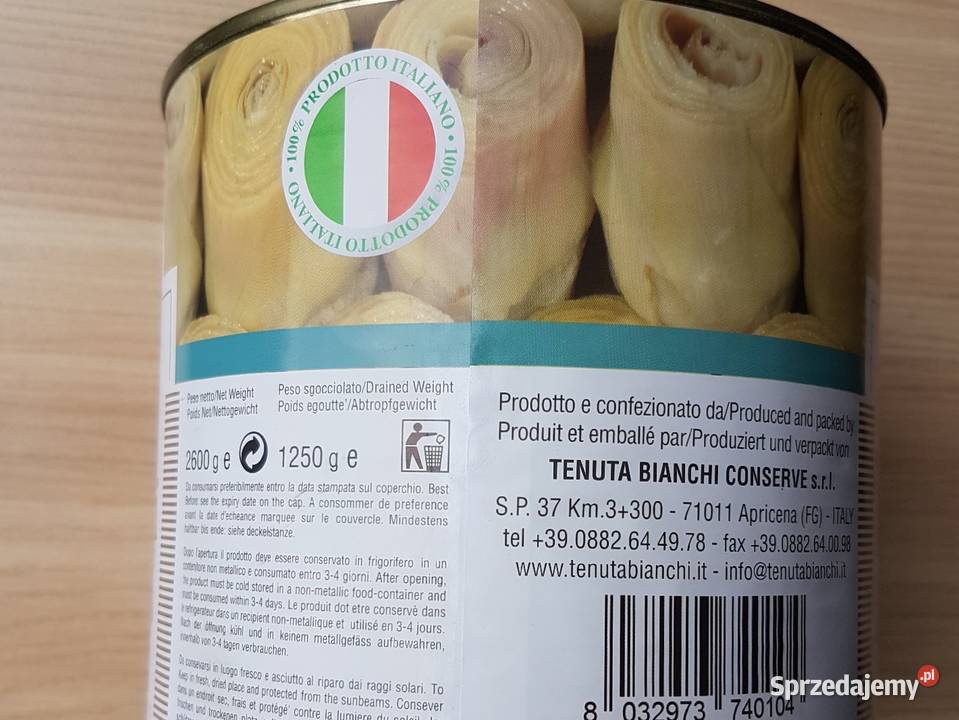 100% PRODOTTO ITALIANO • 100% PRODOTTO ITALIANO •
Peso netto/Net Weight
Poids Net/Nettogewicht
Peso sgocciolato/Drained Weight
Poids egoutte'/Abtropfgewicht
2600 g e
1250 g e
Da consumarsi preferibilmente entro la data stampata sul coperchio. Best
Before: see the expiry date on the cap. A consommer de preference
avant la date d'echeance marquee sur le couvercle. Mindestens
haltbar bis ende: siehe deckelstanze.
Dopo l'apertura il prodotto deve essere conservato in frigorifero in un
contenitore non metallico e consumato entro 3-4 giorni. After opening,
the product must be cold stored in a non-metallic food-container and
must be consumed within 3-4 days. Le produit dot etre conservè dans
le refrigerateur dans un recipient non-metallique et utilisé en 3-4 jours.
Nach der öffnung kühl und in keinem metallgefäss aufbewahren,
innerhalb von 3-4 tagen verbrauchen.
Da conservarsi in luogo fresco e asciutto al riparo dai raggi solari. To
Keep in fresh, dried place and protected from the sunbeams. Conserver
dans un endroit sec, frais et protégé contre la lumière du soleil.
Prodotto e confezionato da/Produced and packed by
Produit et emballé par/Produziert und verpackt von
TENUTA BIANCHI CONSERVE s.r.l.
S.P. 37 Km.3+300 - 71011 Apricena (FG) - ITALY
tel +39.0882.64.49.78 - fax +39.0882.64.00.98
www.tenutabianchi.it - info@tenutabianchi.it
8 032973 740104
Sprzedajemy.pl